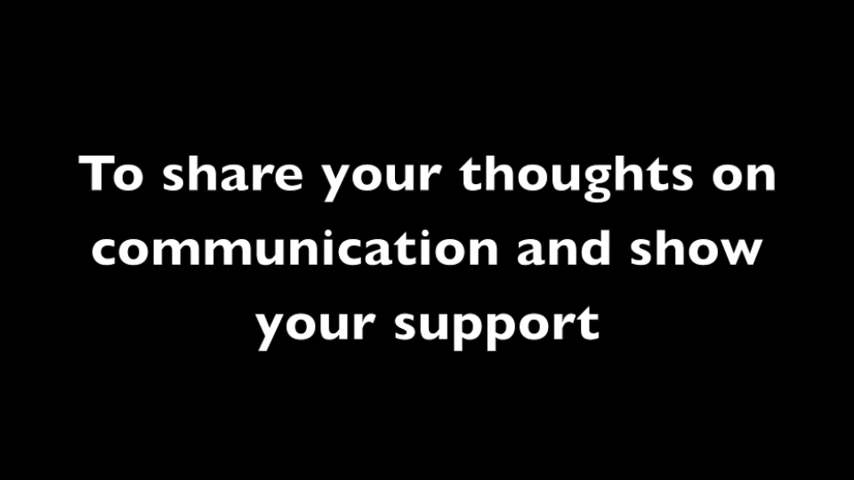 To share your thoughts on
communication and show
your support